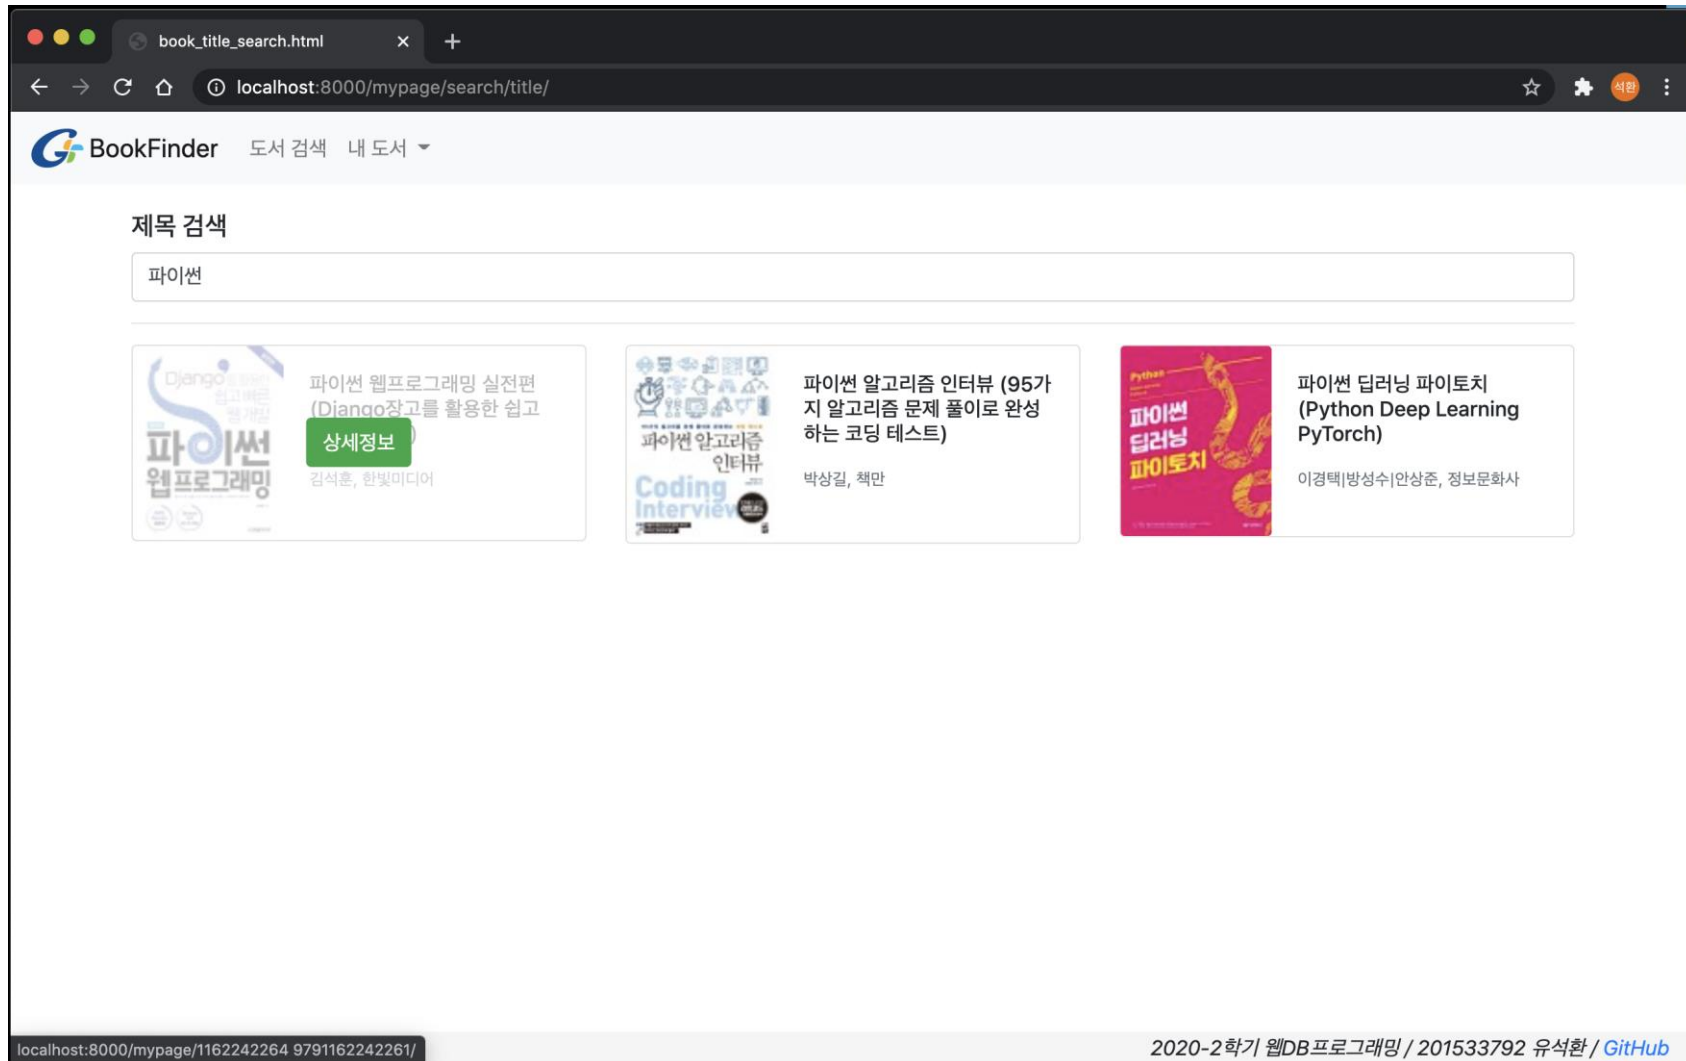 book_title_search.html
localhost:8000/mypage/search/title/
석환
BookFinder 도서 검색 내 도서
제목 검색
파이썬
Django
파이썬
웹프로그래밍
파이썬 웹프로그래밍 실전편
(Django장고를 활용한 쉽고
)
상세정보
김석훈, 한빛미디어
파이썬 알고리즘
인터뷰
Coding
Interview
파이썬 알고리즘 인터뷰 (95가
지 알고리즘 문제 풀이로 완성
하는 코딩 테스트)
박상길, 책만
Python
파이썬
딥러닝
파이토치
파이썬 딥러닝 파이토치
(Python Deep Learning
PyTorch)
이경택|방성수|안상준, 정보문화사
localhost:8000/mypage/1162242264 9791162242261/
2020-2학기 웹DB프로그래밍 / 201533792 유석환 / GitHub